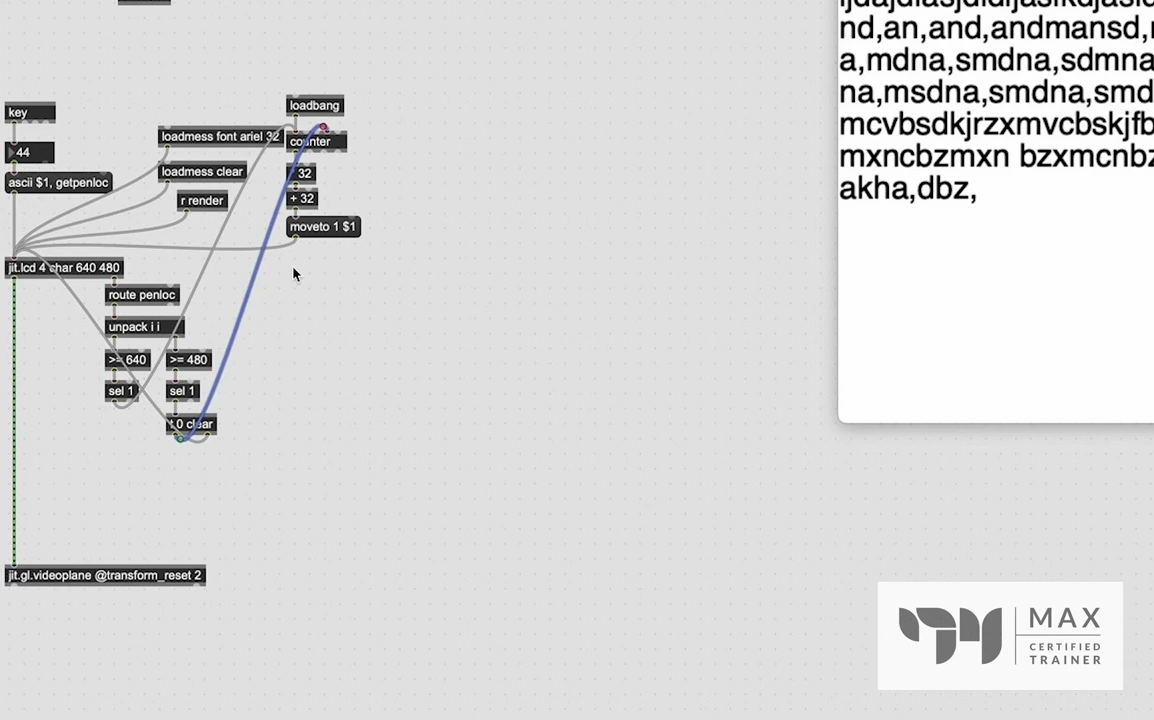 key
44
ascii $1, getpenloc
loadmess font ariel 32
loadmess clear
r render
loadbang
counter
32
+ 32
moveto 1 $1
jit.lcd 4 char 640 480
route penloc
unpack i i
>= 640
>= 480
sel 1
sel 1
t 0 clear
jit.gl.videoplane @transform_reset 2
nd,an,and,andmansd,
a,mdna,smdna,sdmna
na,msdna,smdna,smd
mcvbsdkjrzxmvcbskjfb
mxncbzmxn bzxmcnbz
akha,dbz,
MAX
CERTIFIED
TRAINER